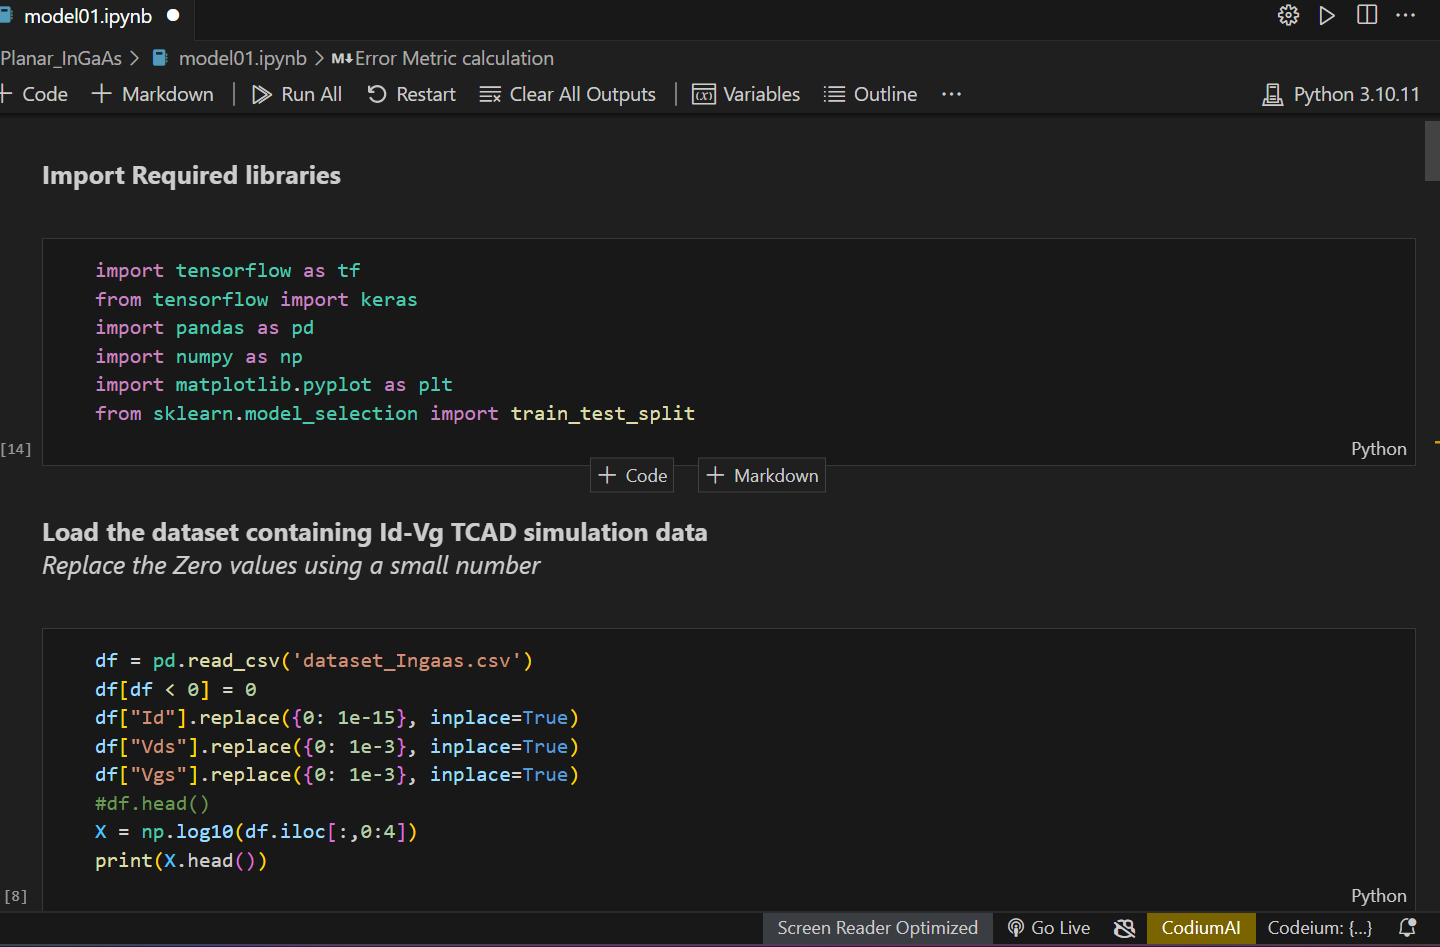 model01.ipynb
Planar_InGaAs > model01.ipynb > M↓ Error Metric calculation
+ Code + Markdown | Run All Restart Clear All Outputs | (x) Variables Outline ··· Python 3.10.11
Import Required libraries
import tensorflow as tf
from tensorflow import keras
import pandas as pd
import numpy as np
import matplotlib.pyplot as plt
from sklearn.model_selection import train_test_split
[14] Python
+ Code + Markdown
Load the dataset containing Id-Vg TCAD simulation data
Replace the Zero values using a small number
df = pd.read_csv('dataset_Ingaas.csv')
df[df < 0] = 0
df["Id"].replace({0: 1e-15}, inplace=True)
df["Vds"].replace({0: 1e-3}, inplace=True)
df["Vgs"].replace({0: 1e-3}, inplace=True)
#df.head()
X = np.log10(df.iloc[:,0:4])
print(X.head())
[8] Python
Screen Reader Optimized Go Live CodiumAI Codeium: {...}